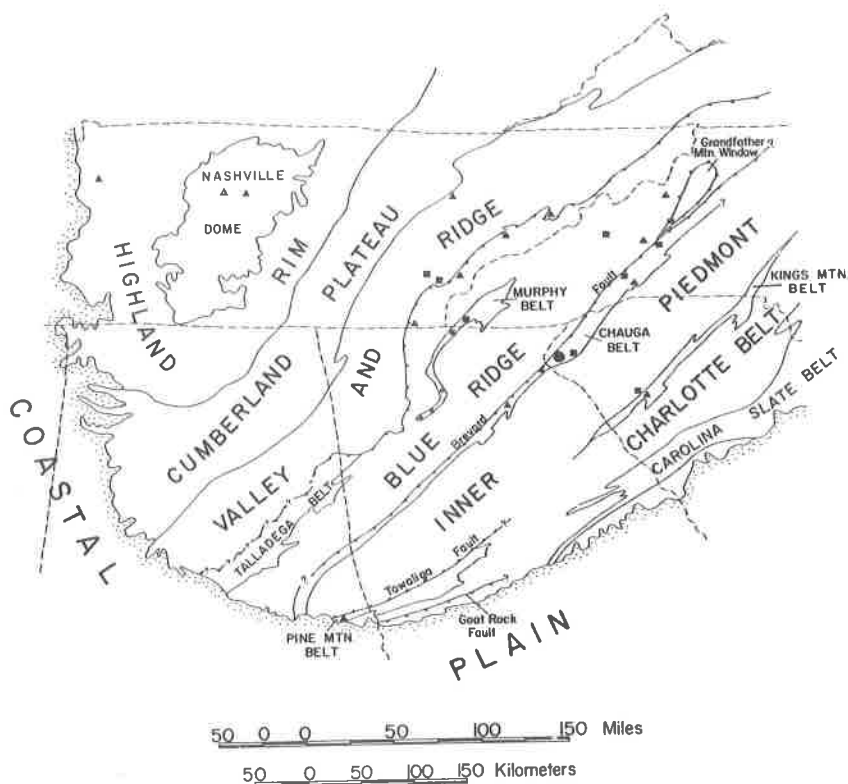 Grandfather ?
Mtn. Window
NASHVILLE
DOME
HIGHLAND
RIM
CUMBERLAND
PLATEAU
VALLEY
AND
RIDGE
TALLADEGA
BELT
BLUE
RIDGE
MURPHY
BELT
Brevard
Fault
CHAUGA
BELT
INNER
PIEDMONT
KINGS MTN.
BELT
CHARLOTTE BELT
CAROLINA
SLATE BELT
?
Towaliga
Fault
?
?
Goat Rock
Fault
PINE MTN
BELT
COASTAL
PLAIN
50 0 0 50 100 150 Miles
50 0 50 100 150 Kilometers